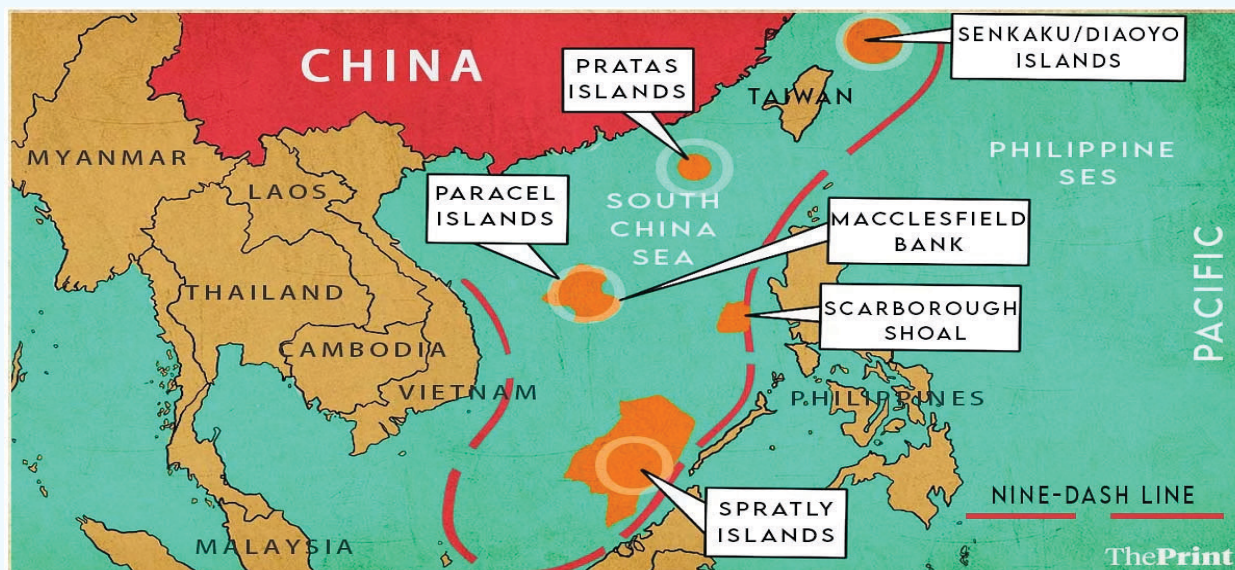 CHINA
PRATAS
ISLANDS
SENKAKU/DIAOYO
ISLANDS
TAIWAN
MYANMAR
LAOS
PARACEL
ISLANDS
SOUTH
CHINA
SEA
PHILIPPINE
SES
MACCLESFIELD
BANK
THAILAND
SCARBOROUGH
SHOAL
PACIFIC
CAMBODIA
VIETNAM
PHILIPPINES
SPRATLY
ISLANDS
NINE-DASH LINE
MALAYSIA
ThePrint